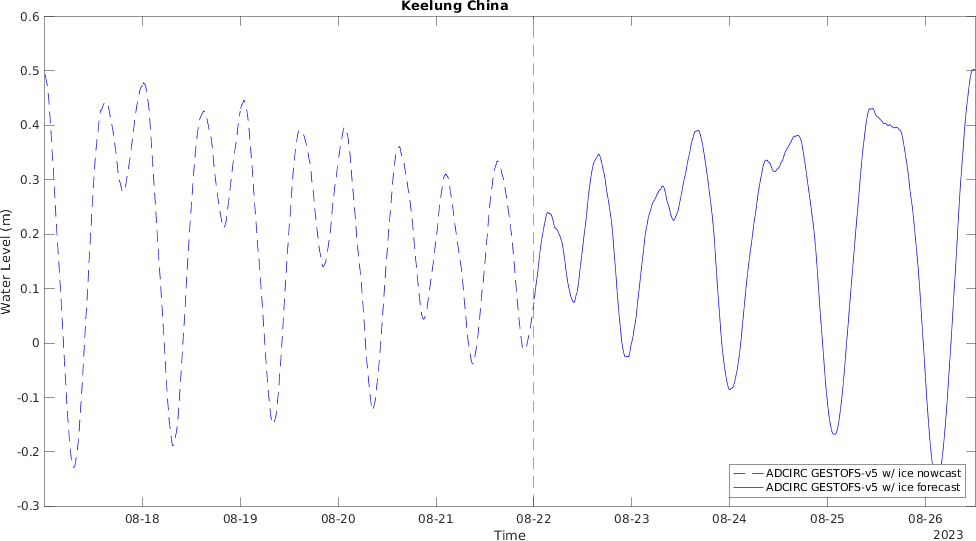 Keelung China
0.6
0.5
0.4
0.3
0.2
0.1
0
-0.1
-0.2
-0.3
Water Level (m)
08-18 08-19 08-20 08-21 08-22 08-23 08-24 08-25 08-26
Time
2023
ADCIRC GESTOFS-v5 w/ ice nowcast
ADCIRC GESTOFS-v5 w/ ice forecast